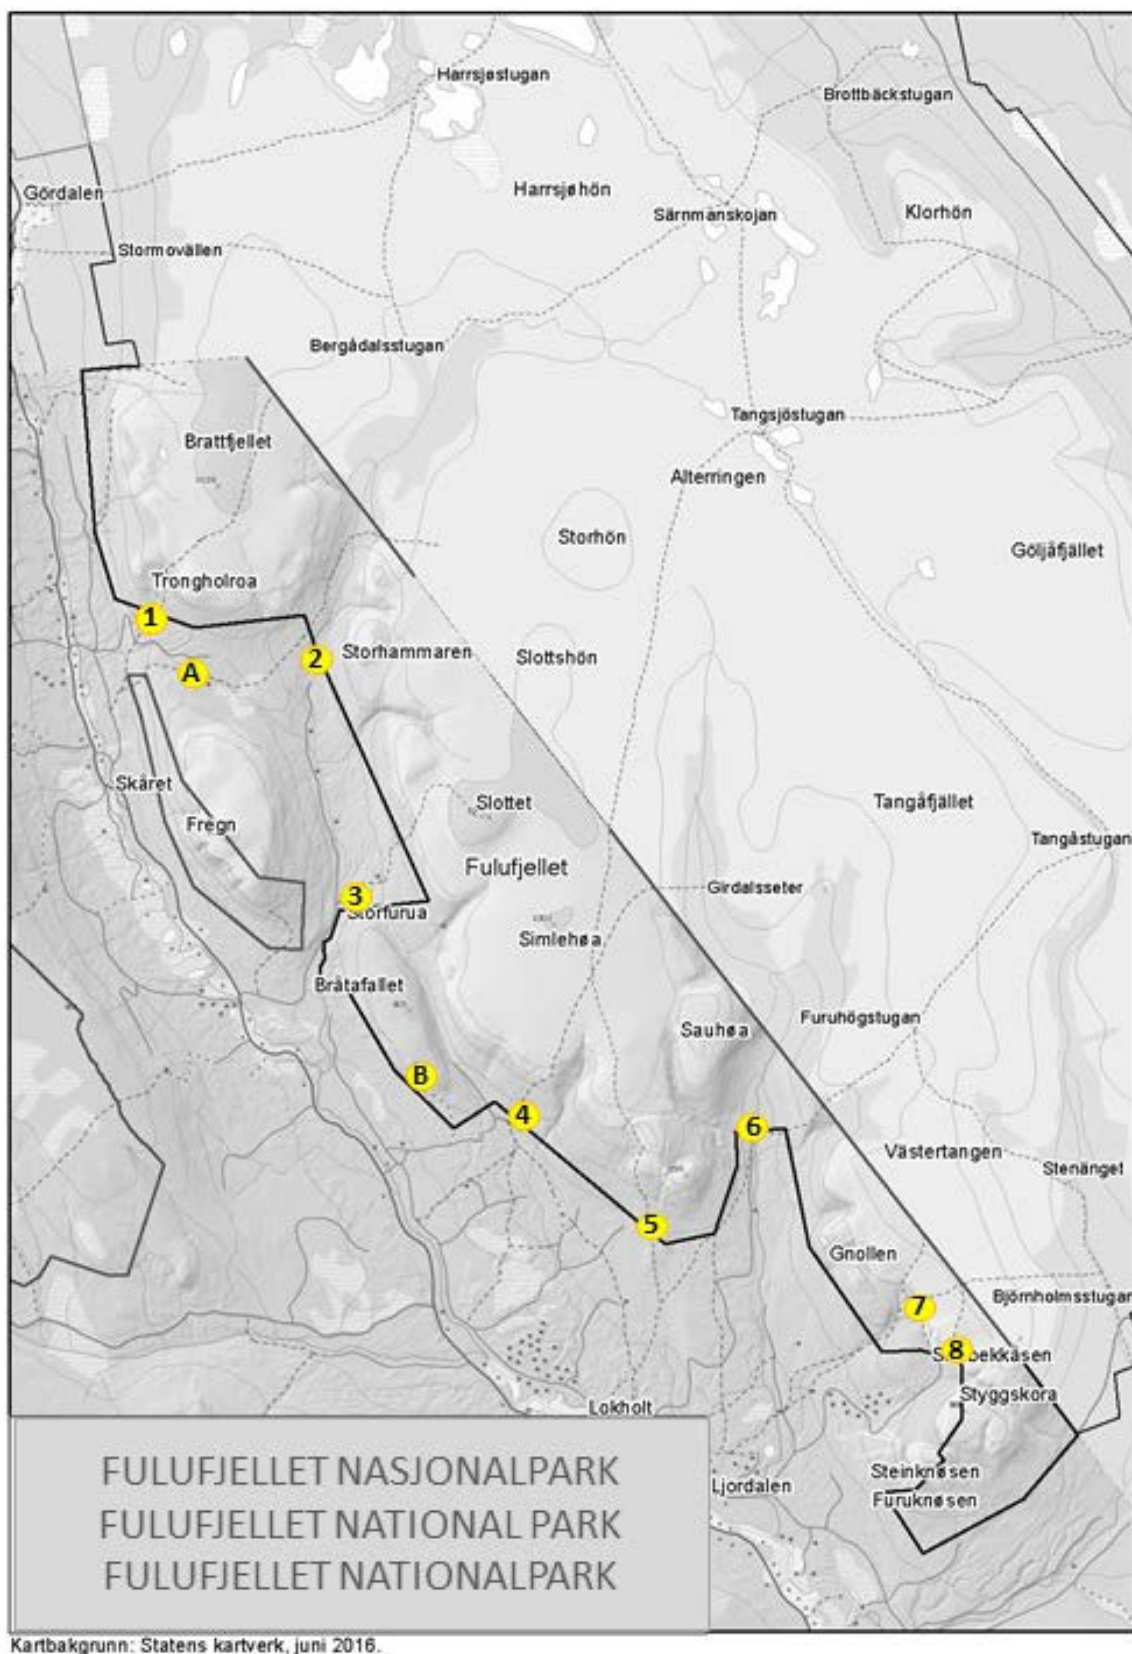 Harrsjøstugan
Brottbäckstugan
Gördalen
Harrsjøhön
Särnmanskojan
Klorhön
Stormovällen
Bergådalsstugan
Tangsjöstugan
Brattfjellet
Alterringen
Storhön
Göljåfjället
Trongholroa
1
Storhammaren
2
Slottshön
A
Skåret
Slottet
Tangåfjället
Fregn
Tangåstugan
Fulufjellet
Girdalsseter
3
Storfurua
Simlehøa
Bråtafallet
Sauhøa
Furuhögstugan
B
4
6
Västertangen
Stenänget
5
Gnollen
Björnholmsstugan
7
8
Styggskora
Lokholt
Steinknøsen
Ljordalen
Furuknøsen
FULUFJELLET NASJONALPARK
FULUFJELLET NATIONAL PARK
FULUFJELLET NATIONALPARK
Kartbakgrunn: Statens kartverk, juni 2016.